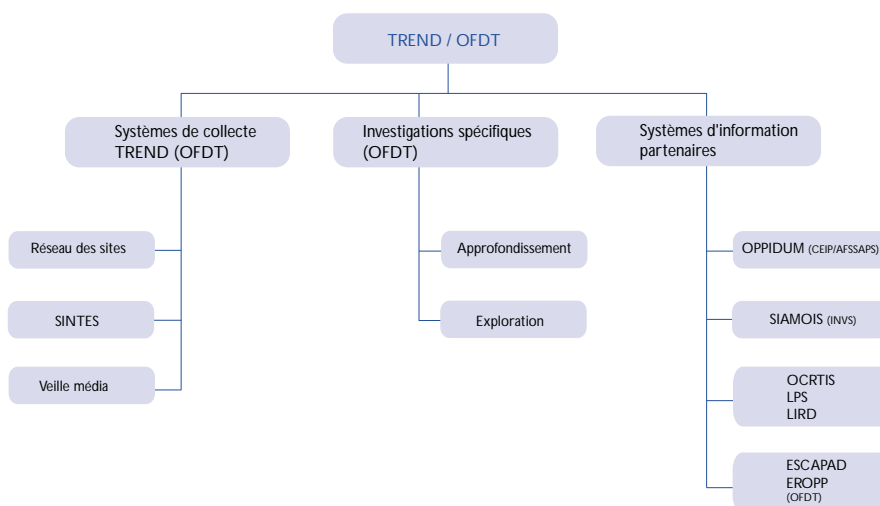 TREND / OFDT
Systèmes de collecte
TREND (OFDT)
Réseau des sites
SINTES
Veille média
Investigations spécifiques
(OFDT)
Approfondissement
Exploration
Systèmes d'information
partenaires
OPPIDUM (CEIP/AFSSAPS)
SIAMOIS (INVS)
OCRTIS
LPS
LIRD
ESCAPAD
EROPP
(OFDT)